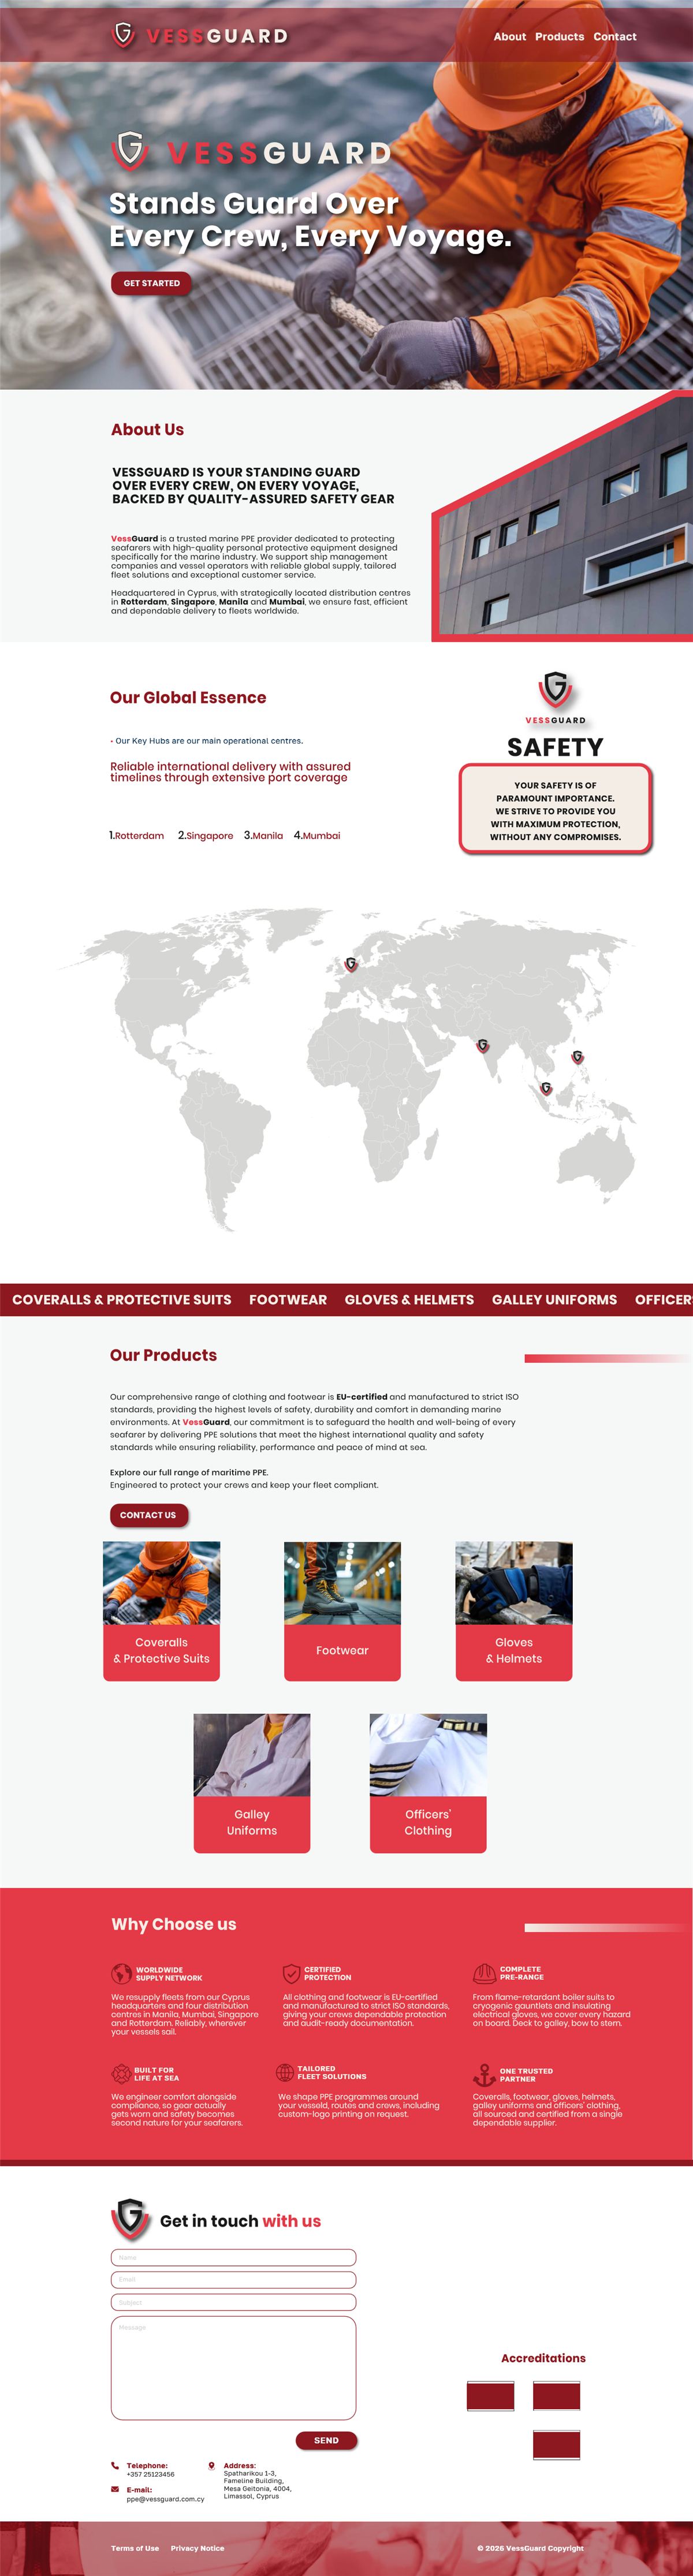 VESSGUARD
About Products Contact
VESSGUARD
Stands Guard Over
Every Crew, Every Voyage.
GET STARTED
About Us
VESSGUARD IS YOUR STANDING GUARD
OVER EVERY CREW, ON EVERY VOYAGE,
BACKED BY QUALITY-ASSURED SAFETY GEAR
VessGuard is a trusted marine PPE provider dedicated to protecting
seafarers with high-quality personal protective equipment designed
specifically for the marine industry. We support ship management
companies and vessel operators with reliable global supply, tailored
fleet solutions and exceptional customer service.
Headquartered in Cyprus, with strategically located distribution centres
in Rotterdam, Singapore, Manila and Mumbai, we ensure fast, efficient
and dependable delivery to fleets worldwide.
Our Global Essence
- Our Key Hubs are our main operational centres.
Reliable international delivery with assured
timelines through extensive port coverage
1.Rotterdam 2.Singapore 3.Manila 4.Mumbai
VESSGUARD
SAFETY
YOUR SAFETY IS OF
PARAMOUNT IMPORTANCE.
WE STRIVE TO PROVIDE YOU
WITH MAXIMUM PROTECTION,
WITHOUT ANY COMPROMISES.
COVERALLS & PROTECTIVE SUITS FOOTWEAR GLOVES & HELMETS GALLEY UNIFORMS OFFICERS
Our Products
Our comprehensive range of clothing and footwear is EU-certified and manufactured to strict ISO
standards, providing the highest levels of safety, durability and comfort in demanding marine
environments. At VessGuard, our commitment is to safeguard the health and well-being of every
seafarer by delivering PPE solutions that meet the highest international quality and safety
standards while ensuring reliability, performance and peace of mind at sea.
Explore our full range of maritime PPE.
Engineered to protect your crews and keep your fleet compliant.
CONTACT US
Coveralls
& Protective Suits
Footwear
Gloves
& Helmets
Galley
Uniforms
Officers'
Clothing
Why Choose us
WORLDWIDE
SUPPLY NETWORK
We resupply fleets from our Cyprus
headquarters and four distribution
centres in Manila, Mumbai, Singapore
and Rotterdam. Reliably, wherever
your vessels sail.
CERTIFIED
PROTECTION
All clothing and footwear is EU-certified
and manufactured to strict ISO standards,
giving your crews dependable protection
and audit-ready documentation.
COMPLETE
PRE-RANGE
From flame-retardant boiler suits to
cryogenic gauntlets and insulating
electrical gloves, we cover every hazard
on board. Deck to galley, bow to stern.
BUILT FOR
LIFE AT SEA
We engineer comfort alongside
compliance, so gear actually
gets worn and safety becomes
second nature for your seafarers.
TAILORED
FLEET SOLUTIONS
We shape PPE programmes around
your vesseld, routes and crews, including
custom-logo printing on request.
ONE TRUSTED
PARTNER
Coveralls, footwear, gloves, helmets,
galley uniforms and officers' clothing,
all sourced and certified from a single
dependable supplier.
Get in touch with us
Name
Email
Subject
Message
SEND
Accreditations
Telephone:
+357 25123456
E-mail:
ppe@vessguard.com.cy
Address:
Spatharikou 1-3,
Fameline Building,
Mesa Geitonia, 4004,
Limassol, Cyprus
Terms of Use Privacy Notice
© 2026 VessGuard Copyright